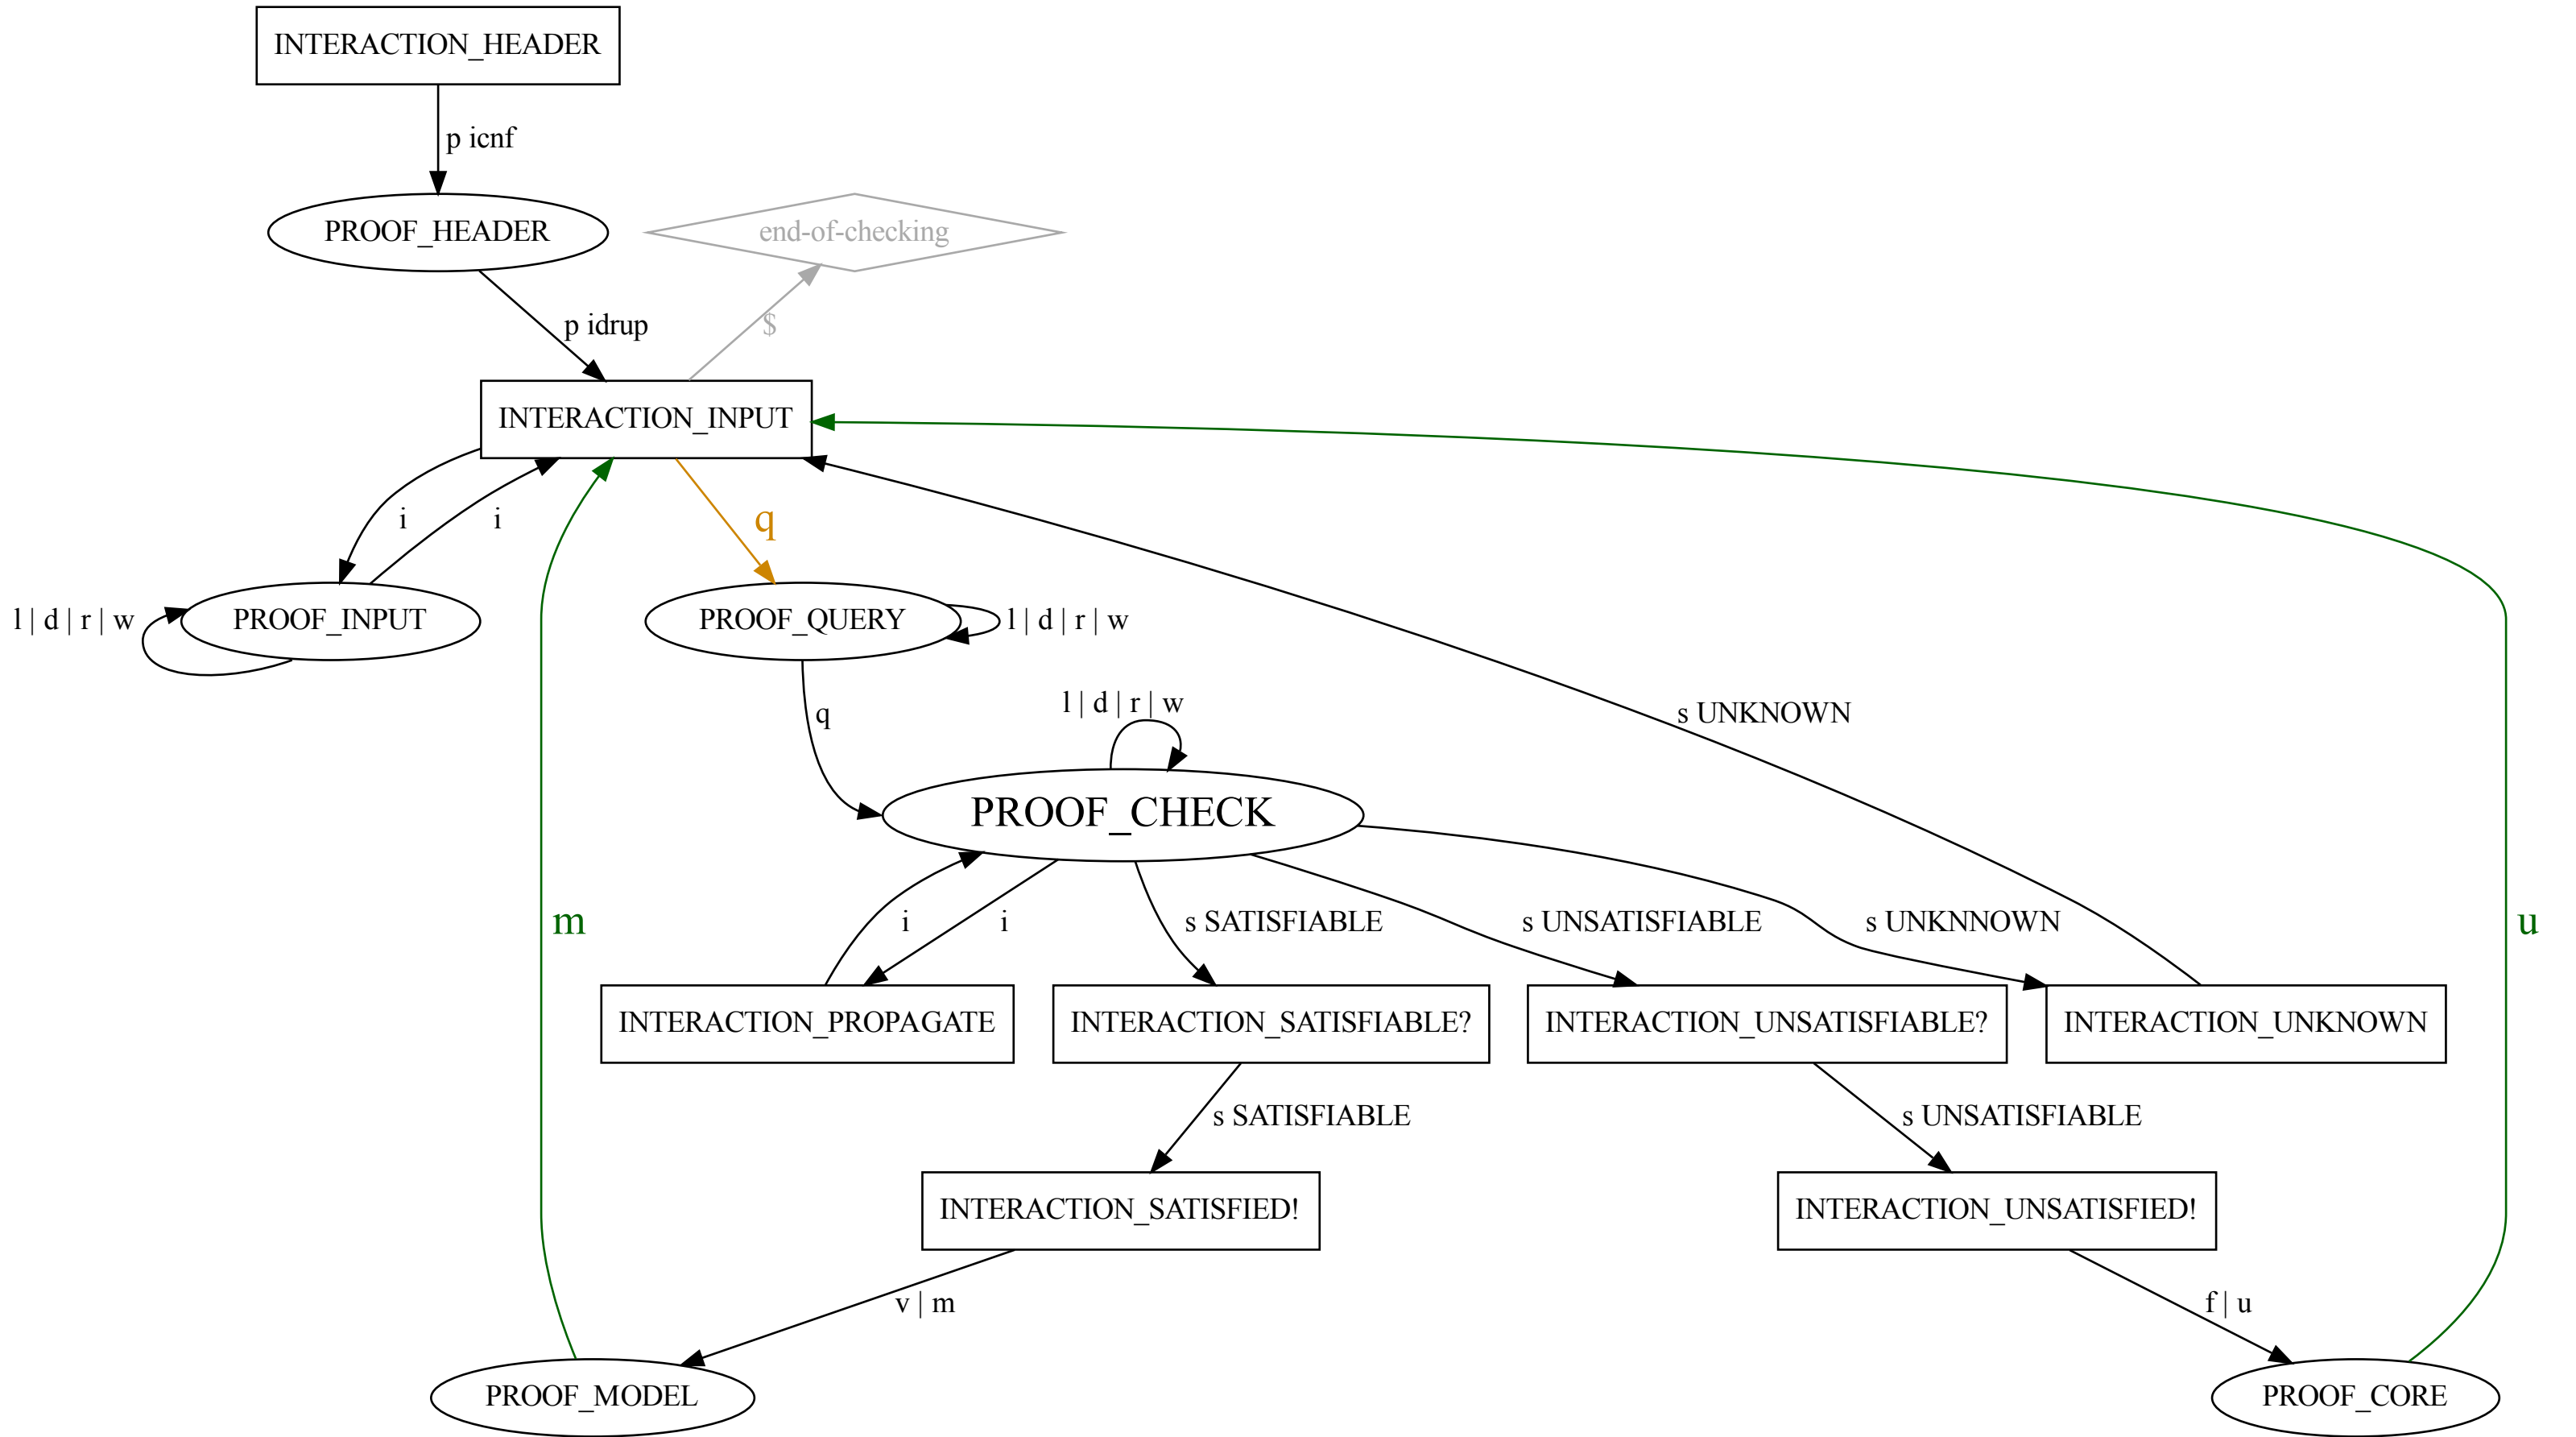 INTERACTION_HEADER
p icnf
PROOF_HEADER
end-of-checking
p idrup
$
INTERACTION_INPUT
i
i
q
l | d | r | w
PROOF_INPUT
PROOF_QUERY
l | d | r | w
q
l | d | r | w
s UNKNOWN
PROOF_CHECK
m
i
i
s SATISFIABLE
s UNSATISFIABLE
s UNKNNOWN
u
INTERACTION_PROPAGATE
INTERACTION_SATISFIABLE?
INTERACTION_UNSATISFIABLE?
INTERACTION_UNKNOWN
s SATISFIABLE
s UNSATISFIABLE
INTERACTION_SATISFIED!
INTERACTION_UNSATISFIED!
v | m
f | u
PROOF_MODEL
PROOF_CORE